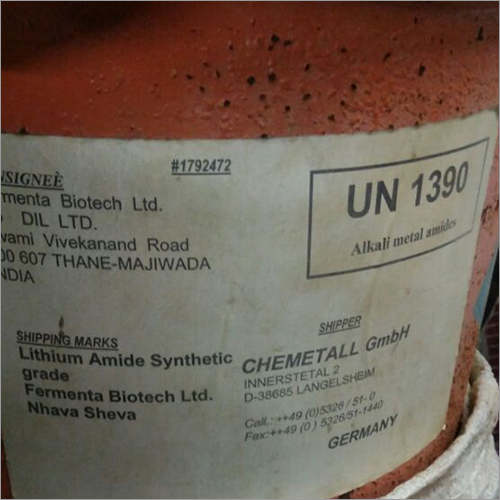 #1792472
NSIGNEE
rmenta Biotech Ltd.
DIL LTD.
wami Vivekanand Road
00 607 THANE-MAJIWADA
NDIA
UN 1390
Alkali metal amides
SHIPPING MARKS
Lithium Amide Synthetic
grade
Fermenta Biotech Ltd.
Nhava Sheva
SHIPPER
CHEMETALL GmbH
INNERSTETAL 2
D-38685 LANGELSHEIM
Call.: ++49 (0)5326 / 51- 0
Fax:++49 (0 ) 5326/51-1440
GERMANY